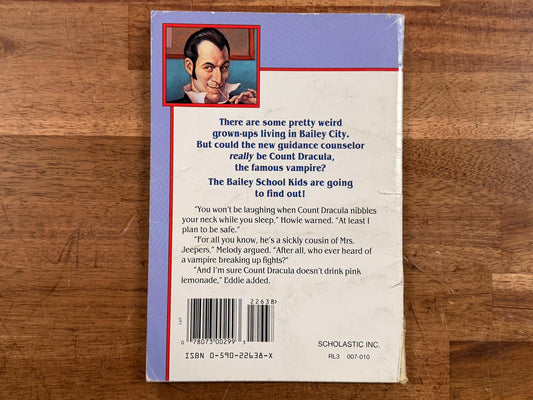 There are some pretty weird
grown-ups living in Bailey City.
But could the new guidance counselor
really be Count Dracula,
the famous vampire?
The Bailey School Kids are going
to find out!
"You won't be laughing when Count Dracula nibbles
your neck while you sleep," Howie warned. "At least I
plan to be safe."
"For all you know, he's a sickly cousin of Mrs.
Jeepers," Melody argued. "After all, who ever heard of
a vampire breaking up fights?"
"And I'm sure Count Dracula doesn't drink pink
lemonade," Eddie added.
22638>
0 78073 00299 3
ISBN 0-590-22638-X
SCHOLASTIC INC.
RL3 007-010